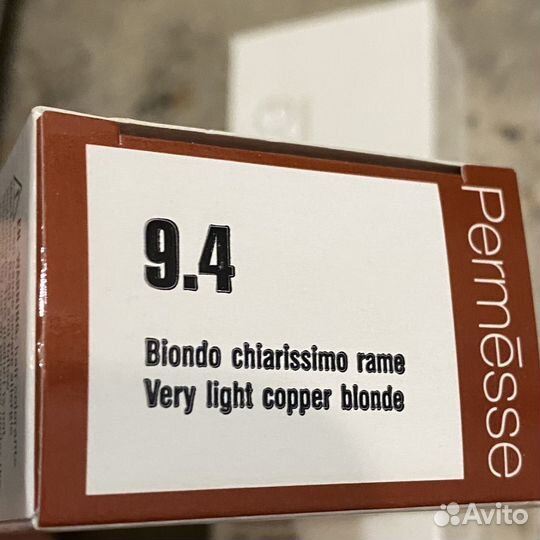 9.4
Biondo chiarissimo rame
Very light copper blonde
Permēsse
Avito